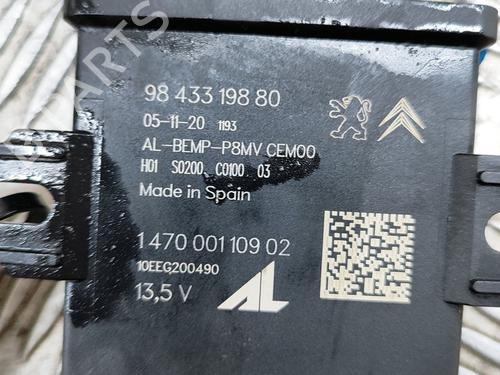 98 433 198 80
05-11-20 1193
AL-BEMP-P8MV CEM00
H01 S0200 C0100 03
Made in Spain
1 470 001 109 02
10EEG200490
13,5 V
AL
PARTS